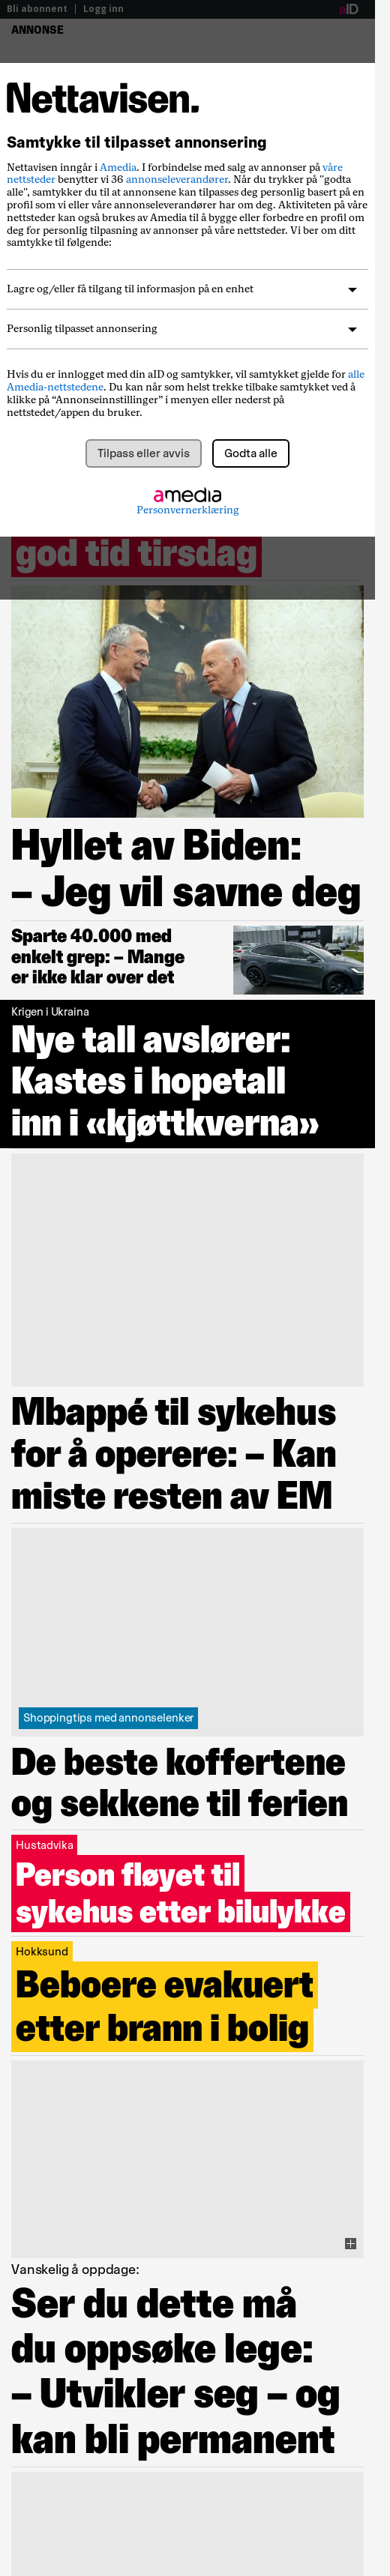 Bli abonnent | Logg inn
aID
ANNONSE
Nettavisen.
Samtykke til tilpasset annonsering
Nettavisen inngår i Amedia. I forbindelse med salg av annonser på våre
nettsteder benytter vi 36 annonseleverandører. Når du trykker på "godta
alle", samtykker du til at annonsene kan tilpasses deg personlig basert på en
profil som vi eller våre annonseleverandører har om deg. Aktiviteten på våre
nettsteder kan også brukes av Amedia til å bygge eller forbedre en profil om
deg for personlig tilpasning av annonser på våre nettsteder. Vi ber om ditt
samtykke til følgende:
Lagre og/eller få tilgang til informasjon på en enhet
Personlig tilpasset annonsering
Hvis du er innlogget med din aID og samtykker, vil samtykket gjelde for alle
Amedia-nettstedene. Du kan når som helst trekke tilbake samtykket ved å
klikke på “Annonseinnstillinger” i menyen eller nederst på
nettstedet/appen du bruker.
Tilpass eller avvis
Godta alle
amedia
Personvernerklæring
god tid tirsdag
Hyllet av Biden:
– Jeg vil savne deg
Sparte 40.000 med
enkelt grep: – Mange
er ikke klar over det
Krigen i Ukraina
Nye tall avslører:
Kastes i hopetall
inn i «kjøttkverna»
Mbappé til sykehus
for å operere: – Kan
miste resten av EM
Shoppingtips med annonselenker
De beste koffertene
og sekkene til ferien
Hustadvika
Person fløyet til
sykehus etter bilulykke
Hokksund
Beboere evakuert
etter brann i bolig
Vanskelig å oppdage:
Ser du dette må
du oppsøke lege:
– Utvikler seg – og
kan bli permanent